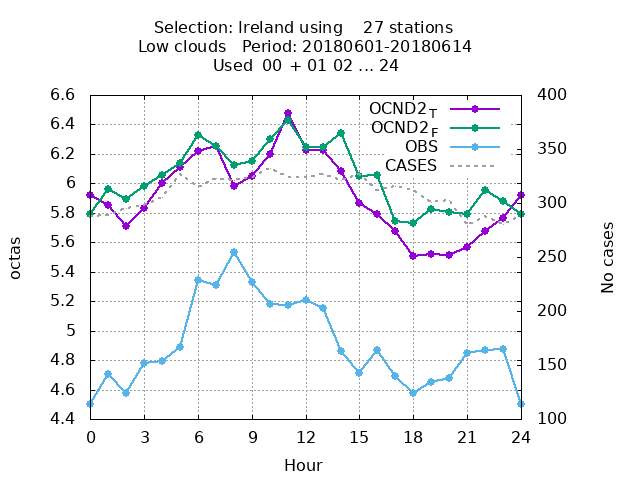 Selection: Ireland using    27 stations
Low clouds   Period: 20180601-20180614
Used  00 + 01 02 ... 24
OCND2 T
OCND2 F
OBS
CASES
6.6
6.4
6.2
6
5.8
5.6
5.4
5.2
5
4.8
4.6
4.4
octas
400
350
300
250
200
150
100
No cases
0 3 6 9 12 15 18 21 24
Hour